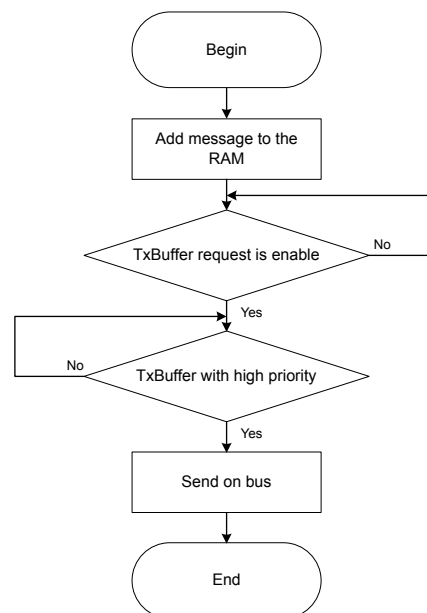 Begin
Add message to the
RAM
TxBuffer request is enable
No
Yes
No
TxBuffer with high priority
Yes
Send on bus
End